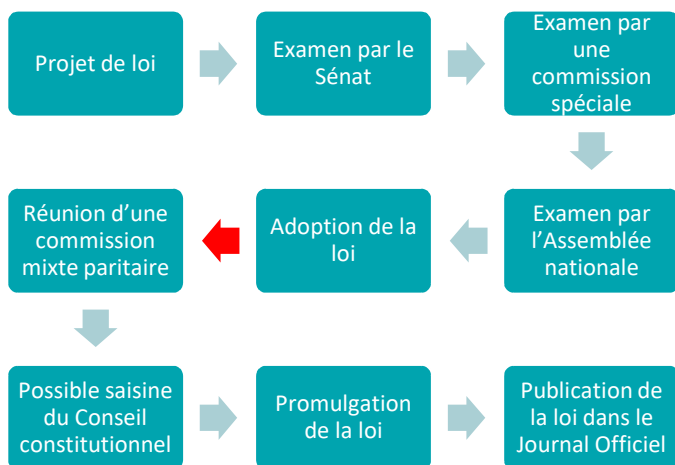 Projet de loi
Examen par le
Sénat
Examen par
une
commission
spéciale
Examen par
l’Assemblée
nationale
Adoption de la
loi
Réunion d’une
commission
mixte paritaire
Possible saisine
du Conseil
constitutionnel
Promulgation
de la loi
Publication de
la loi dans le
Journal Officiel